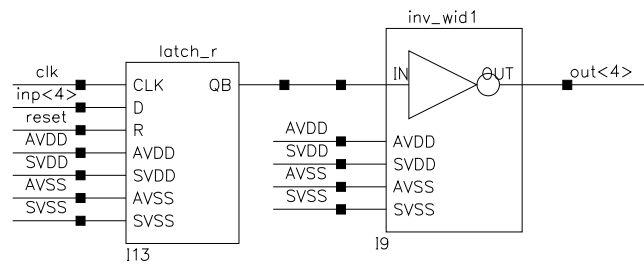 inv_wid1
latch_r
clk
CLK
QB
IN
OUT
out<4>
inp<4>
D
reset
R
AVDD
AVDD
SVDD
SVDD
AVSS
AVSS
SVSS
SVSS
AVDD
AVDD
SVDD
SVDD
AVSS
AVSS
SVSS
SVSS
I13
I9